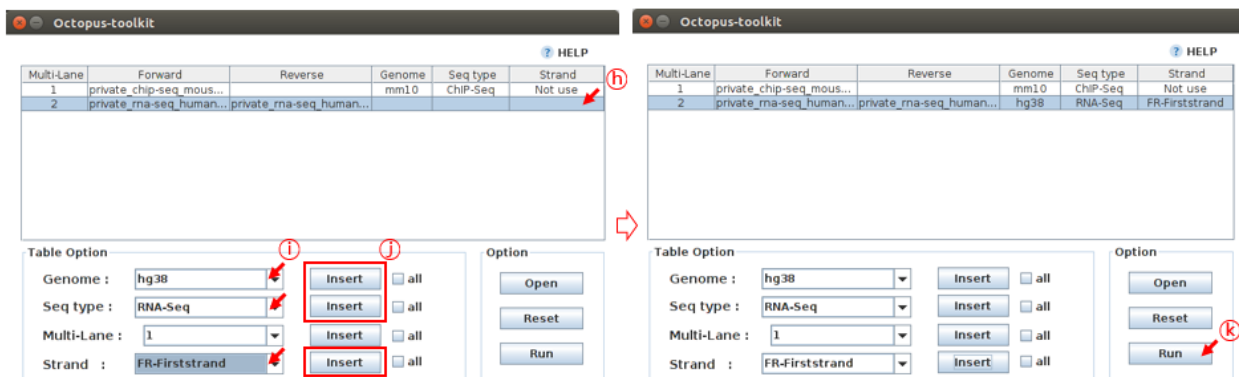 Octopus-toolkit
? HELP
Multi-Lane Forward Reverse Genome Seq type Strand
1 private_chip-seq_mous... mm10 ChIP-Seq Not use
2 private_rna-seq_human... private_rna-seq_human...
h
Table Option
i
j
Genome : hg38 Insert all
Seq type : RNA-Seq Insert all
Multi-Lane : 1 Insert all
Strand : FR-Firststrand Insert all
Option
Open
Reset
Run
Octopus-toolkit
? HELP
Multi-Lane Forward Reverse Genome Seq type Strand
1 private_chip-seq_mous... mm10 ChIP-Seq Not use
2 private_rna-seq_human... private_rna-seq_human... hg38 RNA-Seq FR-Firststrand
Table Option
Genome : hg38 Insert all
Seq type : RNA-Seq Insert all
Multi-Lane : 1 Insert all
Strand : FR-Firststrand Insert all
Option
Open
Reset
Run
k